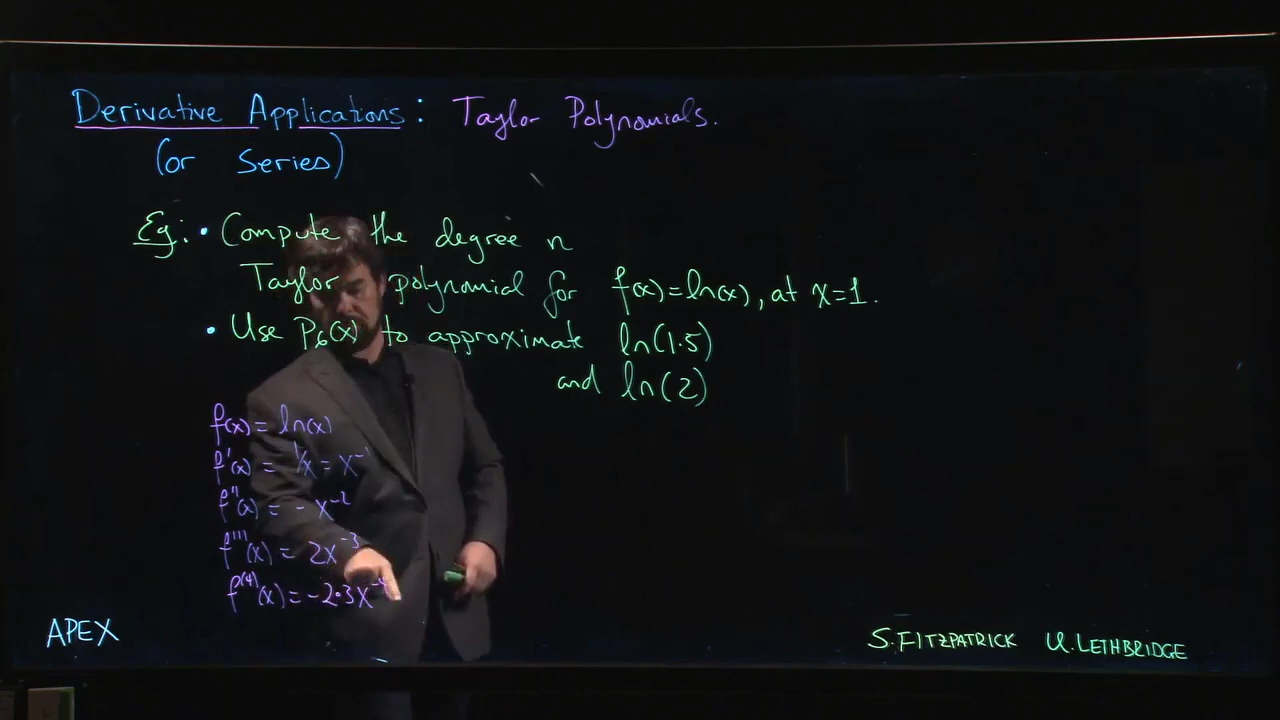 Derivative Applications: Taylor Polynomials.
(or Series)
Eg: • Compute the degree n
Taylor polynomial for f(x)=ln(x), at x=1.
• Use P₆(x) to approximate ln(1.5)
and ln(2)
f(x) = ln(x)
f'(x) = 1/x = x⁻¹
f''(x) = - x⁻²
f'''(x) = 2x⁻³
f⁽⁴⁾(x) = -2·3x⁻⁴
APEX
S. FITZPATRICK U. LETHBRIDGE